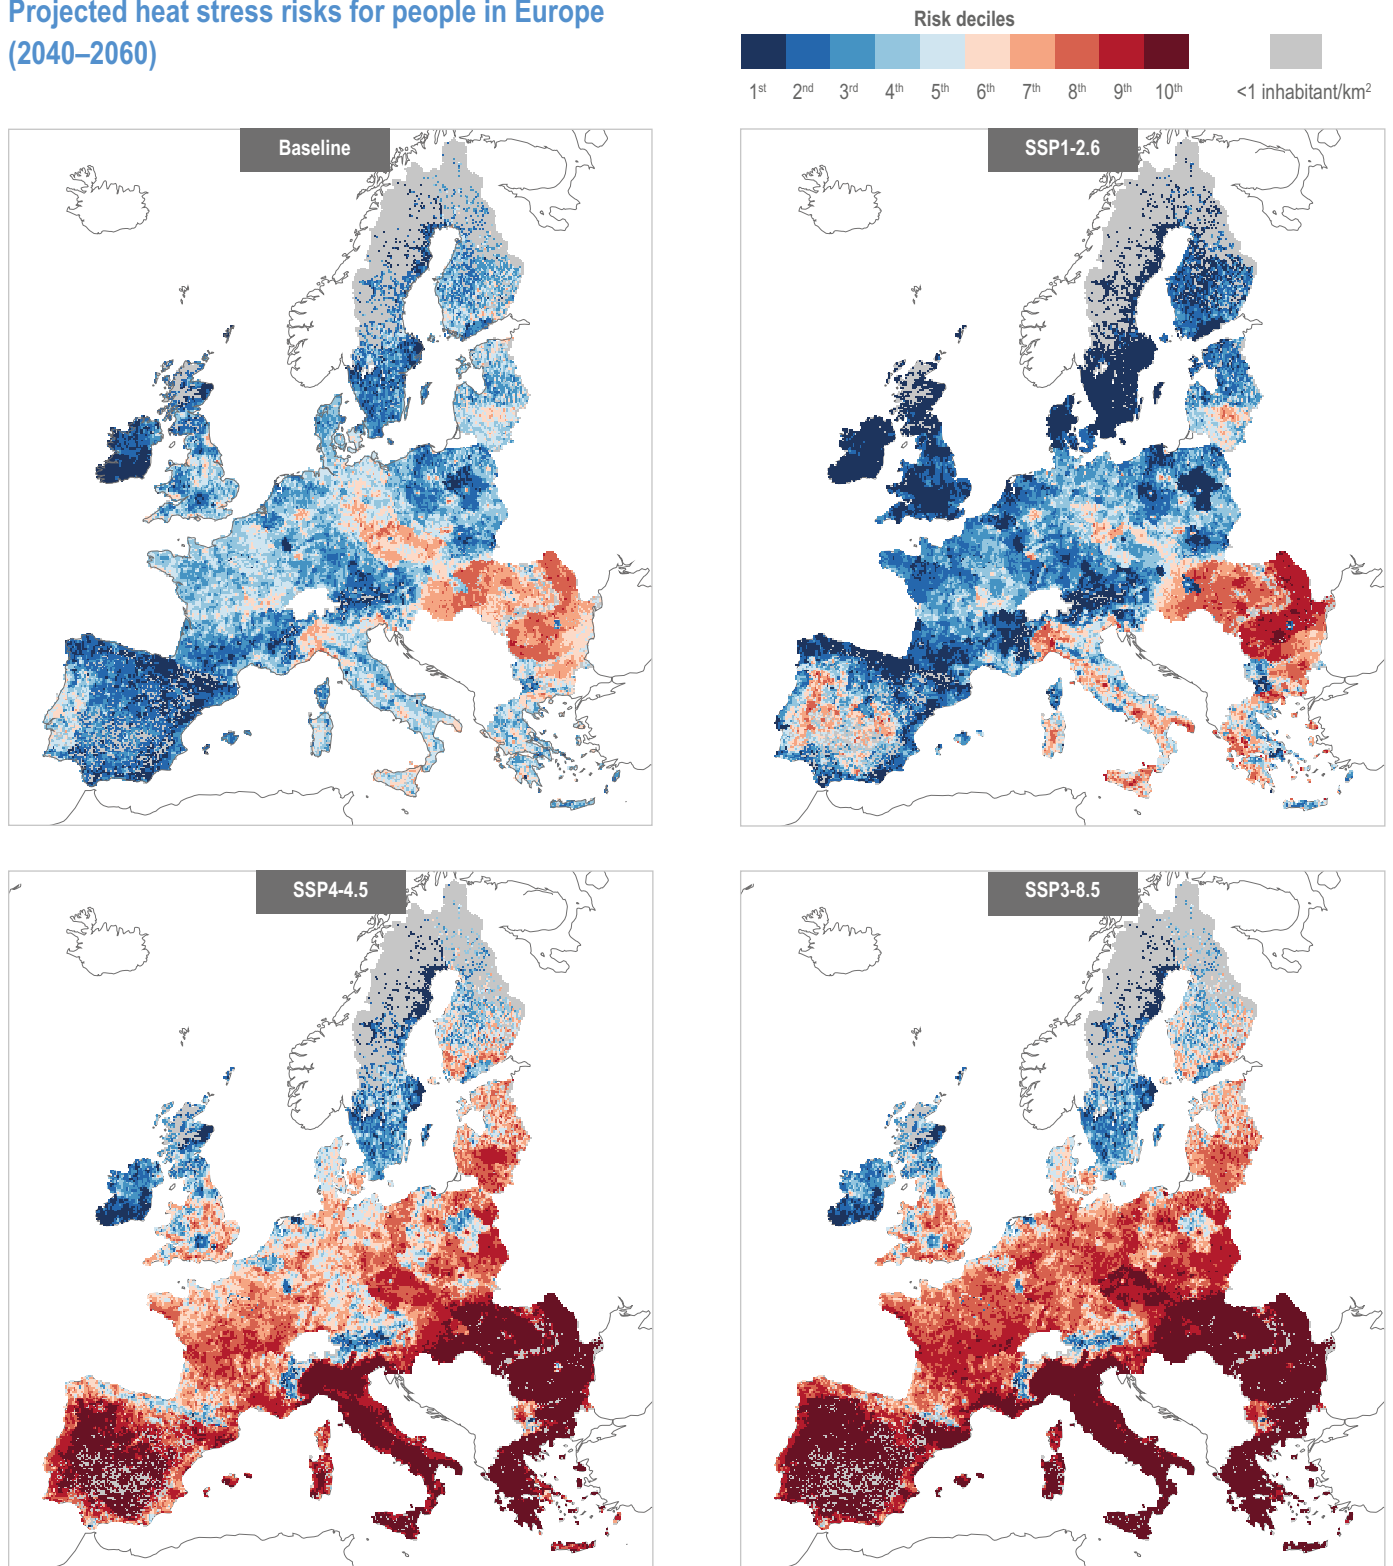 Projected heat stress risks for people in Europe
(2040–2060)
Risk deciles
1st 2nd 3rd 4th 5th 6th 7th 8th 9th 10th <1 inhabitant/km2
Baseline
SSP1-2.6
SSP4-4.5
SSP3-8.5